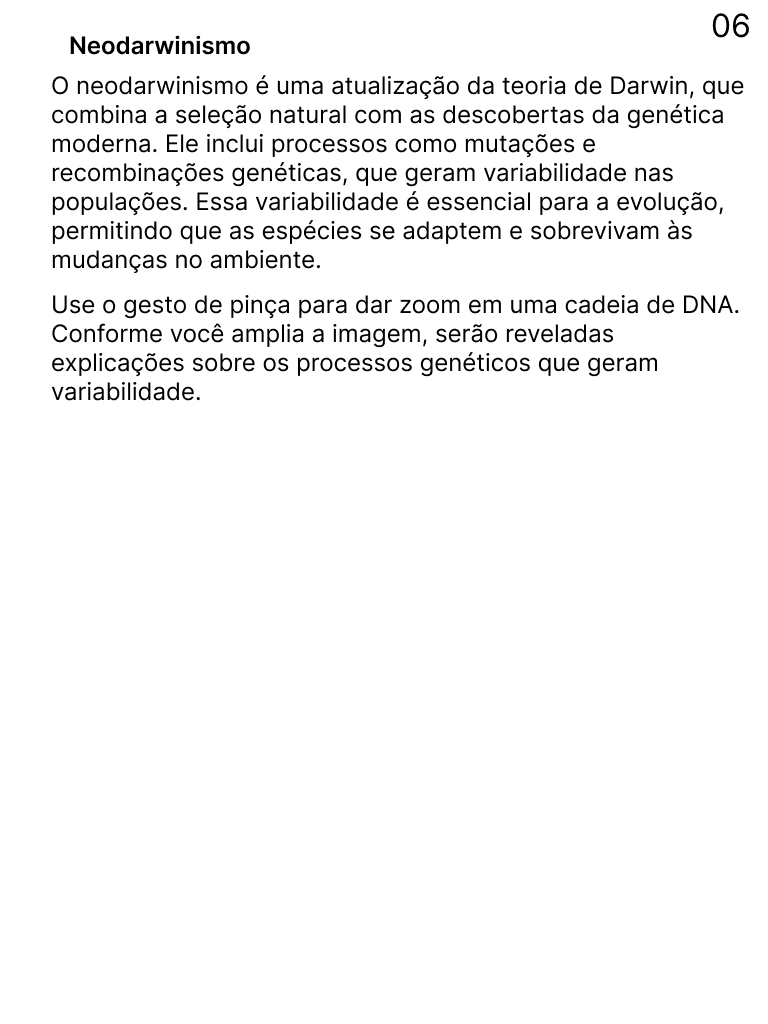 06
Neodarwinismo
O neodarwinismo é uma atualização da teoria de Darwin, que
combina a seleção natural com as descobertas da genética
moderna. Ele inclui processos como mutações e
recombinações genéticas, que geram variabilidade nas
populações. Essa variabilidade é essencial para a evolução,
permitindo que as espécies se adaptem e sobrevivam às
mudanças no ambiente.
Use o gesto de pinça para dar zoom em uma cadeia de DNA.
Conforme você amplia a imagem, serão reveladas
explicações sobre os processos genéticos que geram
variabilidade.